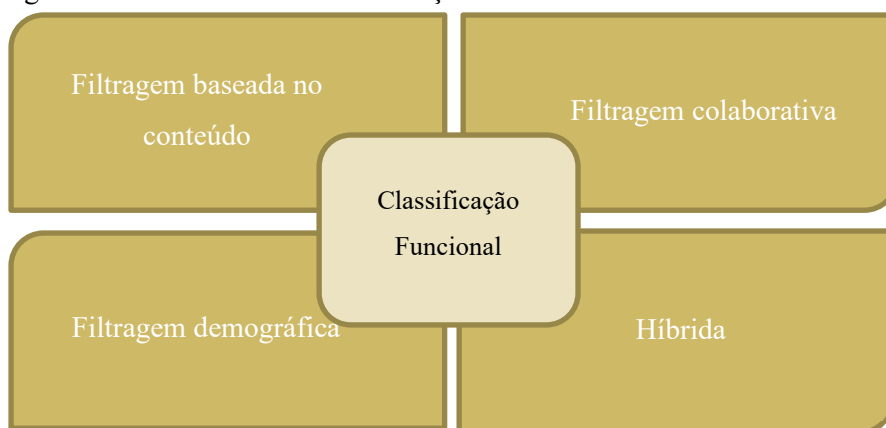 Filtragem baseada no
conteúdo
Filtragem colaborativa
Classificação
Funcional
Filtragem demográfica
Híbrida